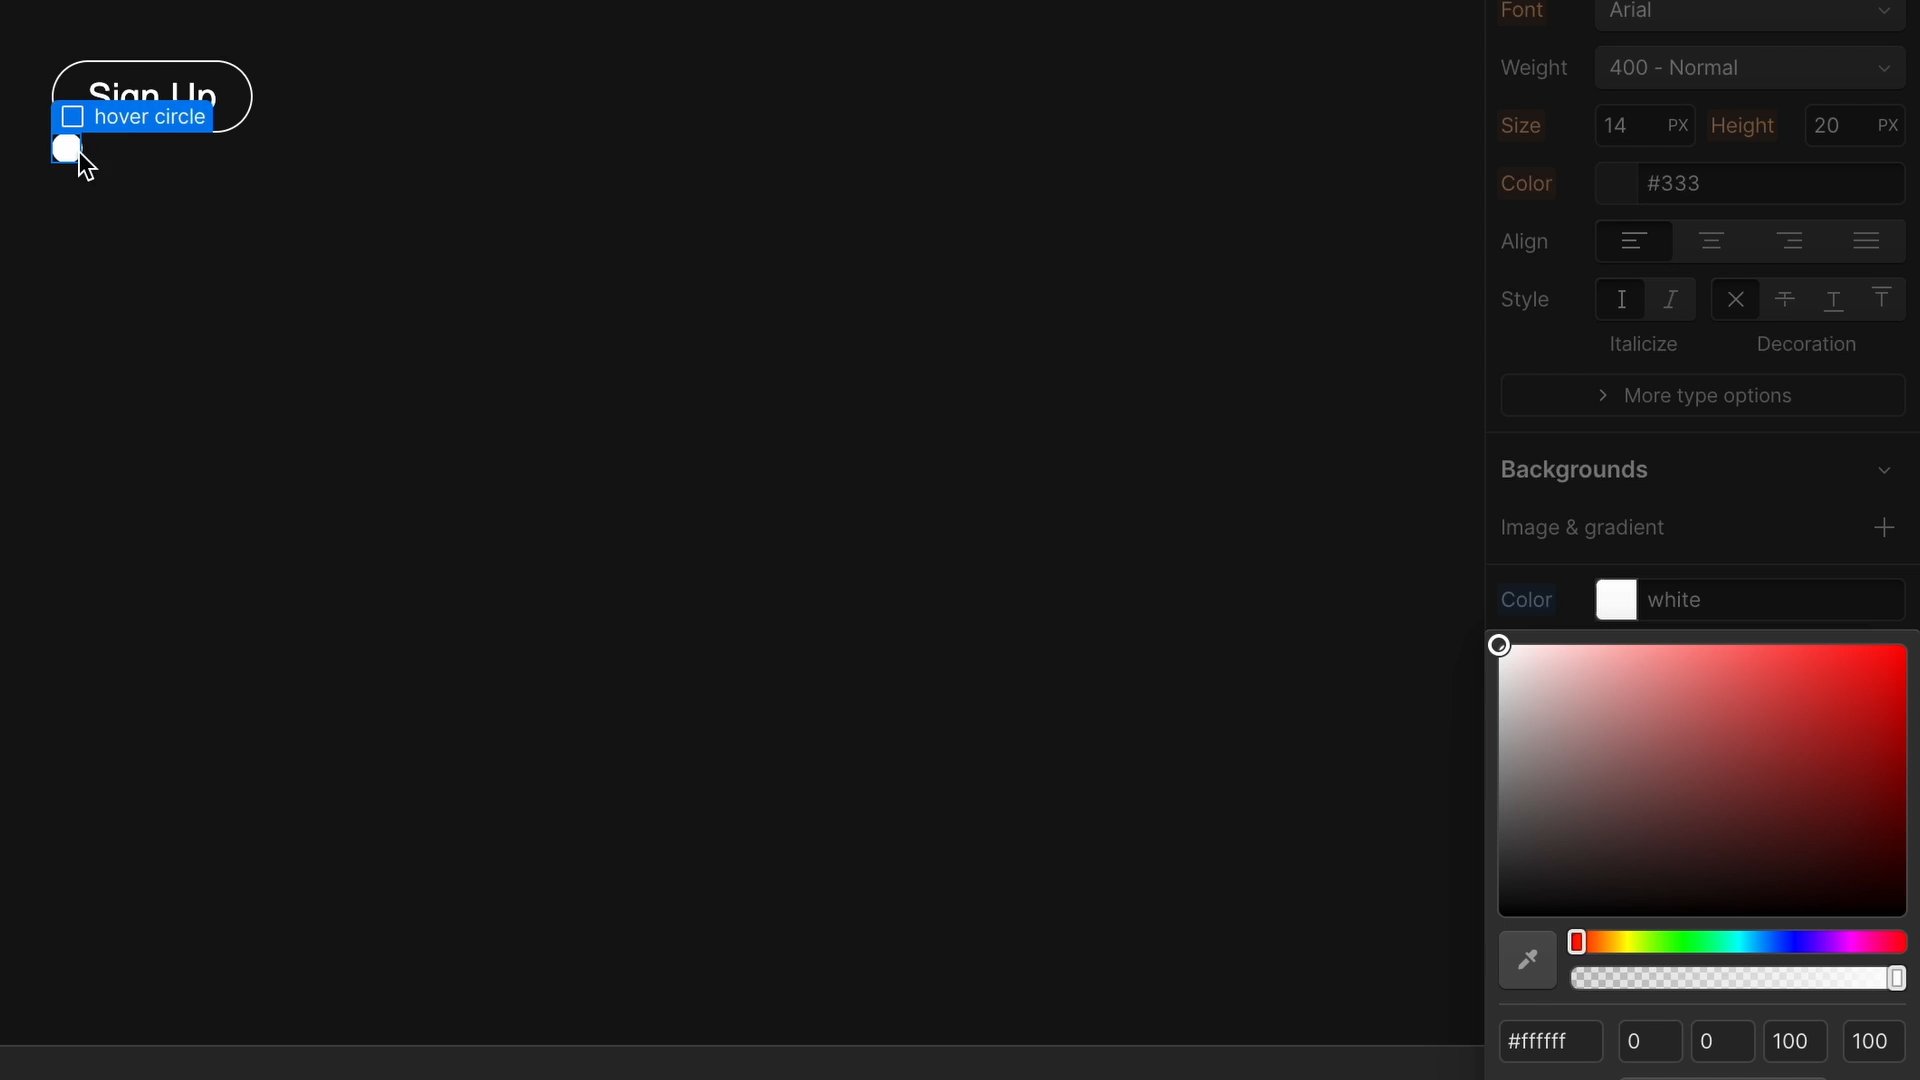 Sign Up
hover circle
Font Arial
Weight 400 - Normal
Size 14 PX Height 20 PX
Color #333
Align
Style
Italicize Decoration
More type options
Backgrounds
Image & gradient
Color white
#ffffff 0 0 100 100